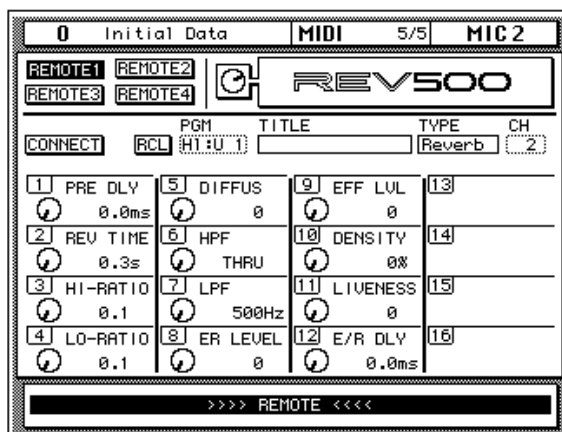 0 Initial Data MIDI 5/5 MIC 2
REMOTE1 REMOTE2
REMOTE3 REMOTE4
REV500
PGM TITLE TYPE CH
CONNECT RCL H1:U 1 Reverb 2
1 PRE DLY 5 DIFFUS 9 EFF LVL 13
0.0ms 0 0
2 REV TIME 6 HPF 10 DENSITY 14
0.3s THRU 0%
3 HI-RATIO 7 LPF 11 LIVENESS 15
0.1 500Hz 0
4 LO-RATIO 8 ER LEVEL 12 E/R DLY 16
0.1 0 0.0ms
>>>> REMOTE <<<<